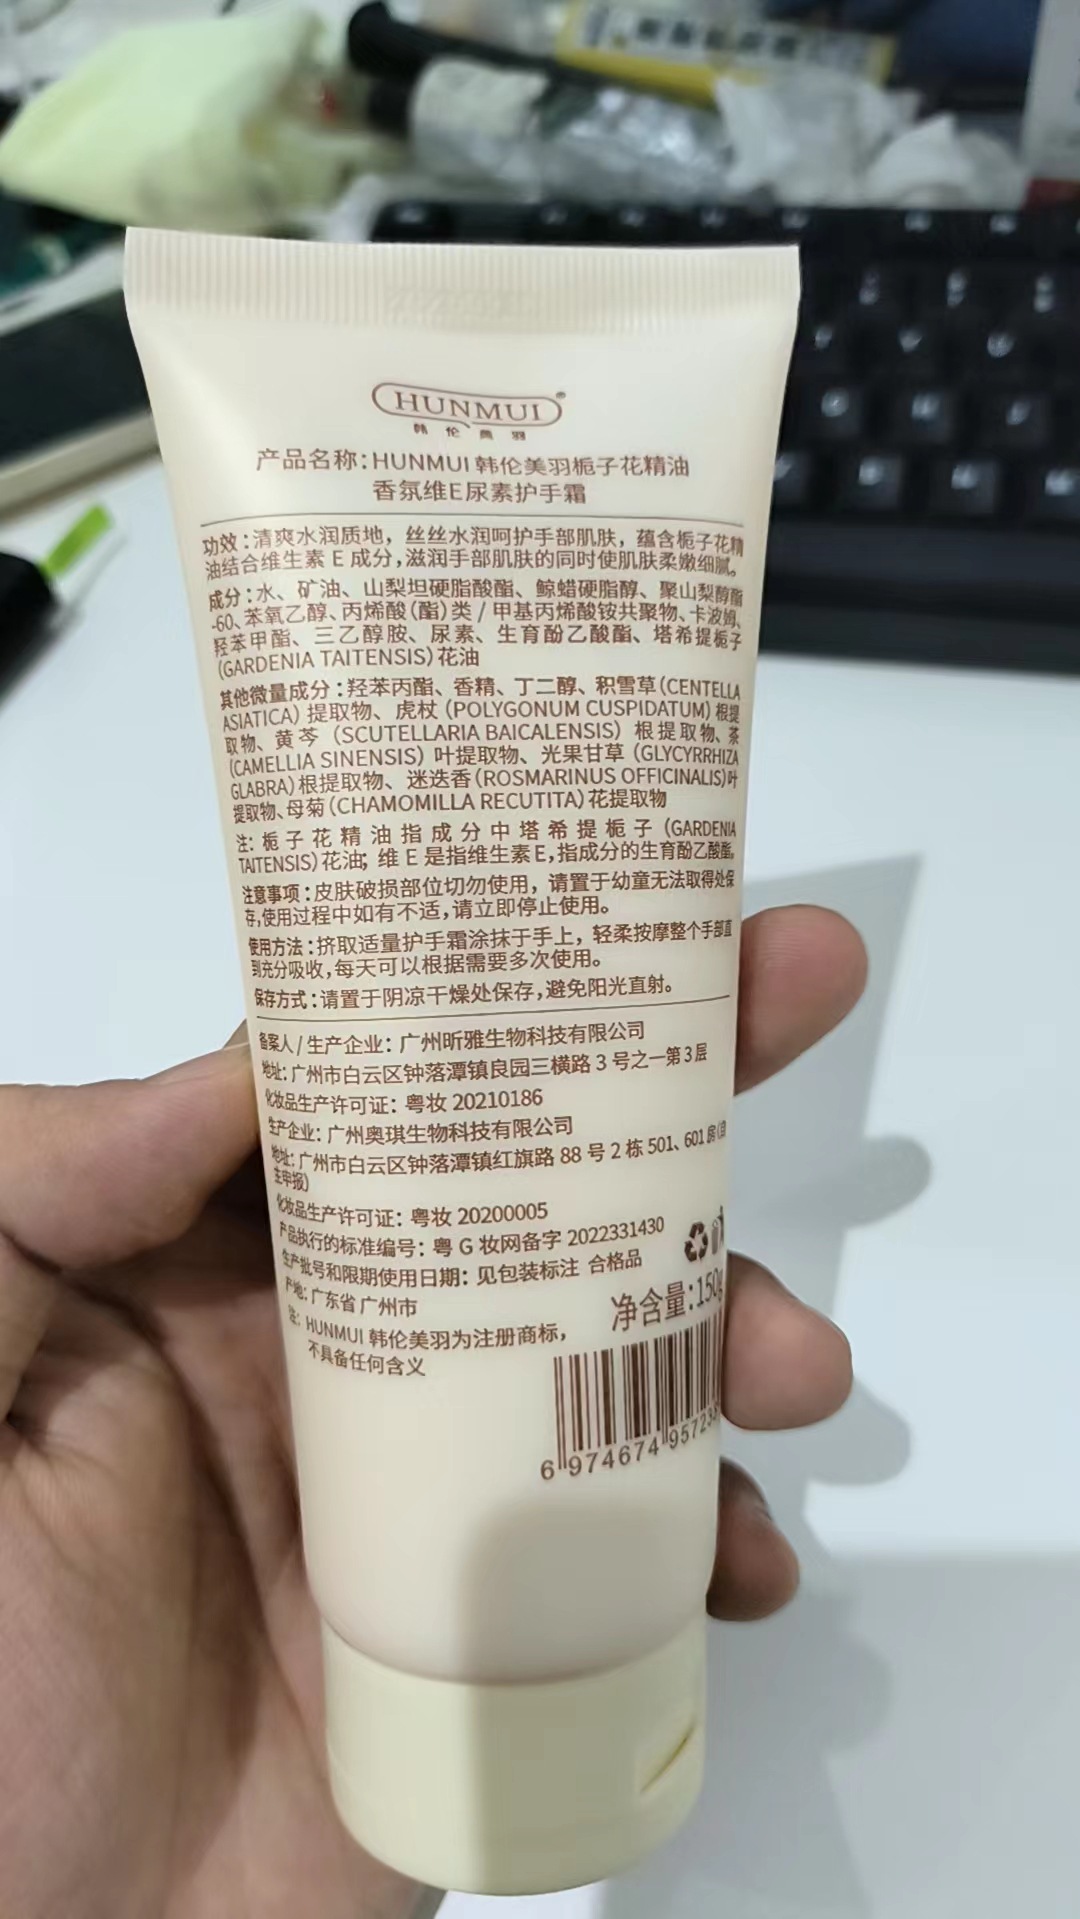 HUNMUI®
韩伦美羽
产品名称：HUNMUI 韩伦美羽栀子花精油
香氛维E尿素护手霜
功效：清爽水润质地，丝丝水润呵护手部肌肤，蕴含栀子花精
油结合维生素 E 成分，滋润手部肌肤的同时使肌肤柔嫩细腻。
成分：水、矿油、山梨坦硬脂酸酯、鲸蜡硬脂醇、聚山梨醇酯
-60、苯氧乙醇、丙烯酸（酯）类 / 甲基丙烯酸铵共聚物、卡波姆、
羟苯甲酯、三乙醇胺、尿素、生育酚乙酸酯、塔希提栀子
（GARDENIA TAITENSIS）花油
其他微量成分：羟苯丙酯、香精、丁二醇、积雪草（CENTELLA
ASIATICA）提取物、虎杖（POLYGONUM CUSPIDATUM）根提
取物、黄芩（SCUTELLARIA BAICALENSIS）根提取物、茶
（CAMELLIA SINENSIS）叶提取物、光果甘草（GLYCYRRHIZA
GLABRA）根提取物、迷迭香（ROSMARINUS OFFICINALIS）叶
提取物、母菊（CHAMOMILLA RECUTITA）花提取物
注：栀子花精油指成分中塔希提栀子（GARDENIA
TAITENSIS）花油；维 E 是指维生素E，指成分的生育酚乙酸酯。
注意事项：皮肤破损部位切勿使用，请置于幼童无法取得处保
存，使用过程中如有不适，请立即停止使用。
使用方法：挤取适量护手霜涂抹于手上，轻柔按摩整个手部直
到充分吸收，每天可以根据需要多次使用。
保存方式：请置于阴凉干燥处保存，避免阳光直射。
备案人 / 生产企业：广州昕雅生物科技有限公司
地址：广州市白云区钟落潭镇良园三横路 3 号之一第 3 层
化妆品生产许可证：粤妆 20210186
生产企业：广州奥琪生物科技有限公司
地址：广州市白云区钟落潭镇红旗路 88 号 2 栋 501、601 房（自
主申报）
化妆品生产许可证：粤妆 20200005
产品执行的标准编号：粤 G 妆网备字 2022331430
生产批号和限期使用日期：见包装标注 合格品
产地：广东省 广州市
净含量：150g
注：HUNMUI 韩伦美羽为注册商标，
不具备任何含义
6 974674 95723